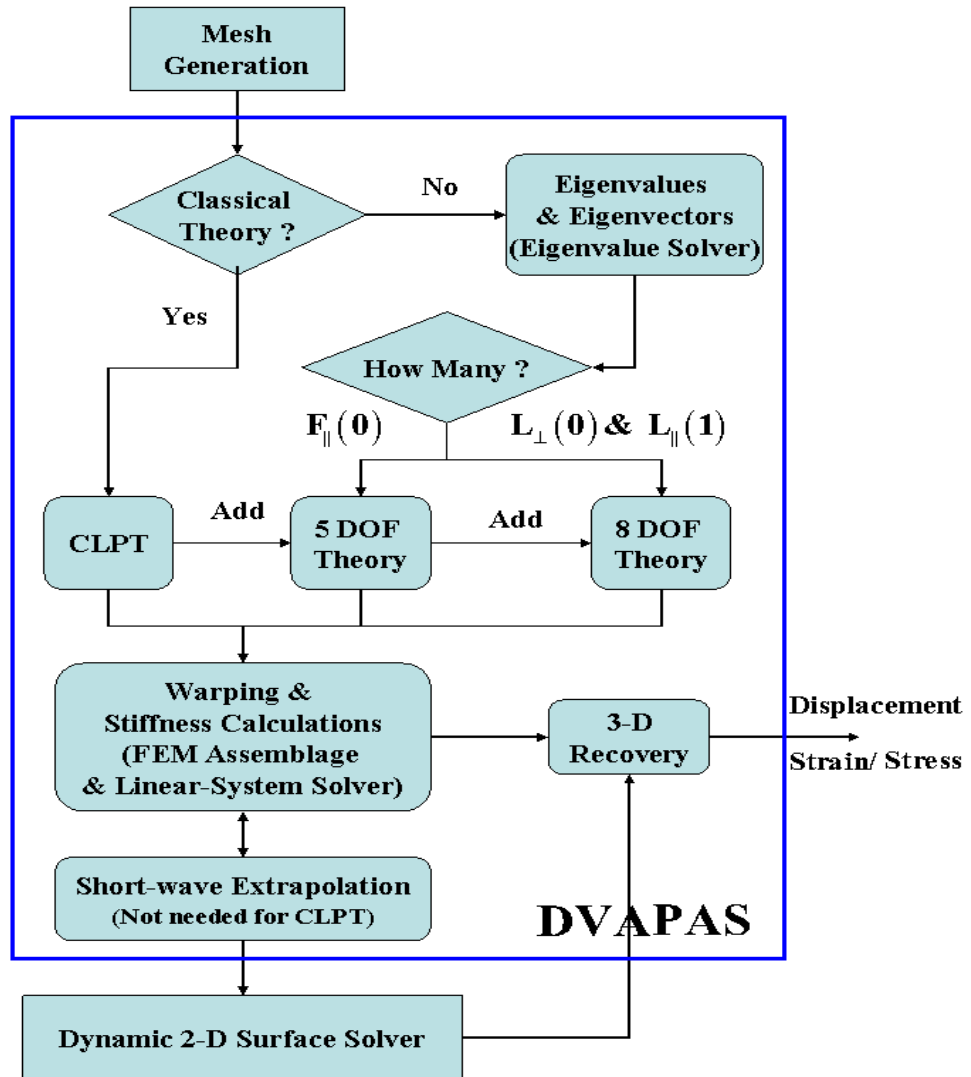 Mesh
Generation
Classical
Theory ?
No
Eigenvalues
& Eigenvectors
(Eigenvalue Solver)
Yes
How Many ?
F∥(0)
L⊥(0) & L∥(1)
CLPT
Add
5 DOF
Theory
Add
8 DOF
Theory
Warping &
Stiffness Calculations
(FEM Assemblage
& Linear-System Solver)
3-D
Recovery
Displacement
Strain/ Stress
Short-wave Extrapolation
(Not needed for CLPT)
DVAPAS
Dynamic 2-D Surface Solver